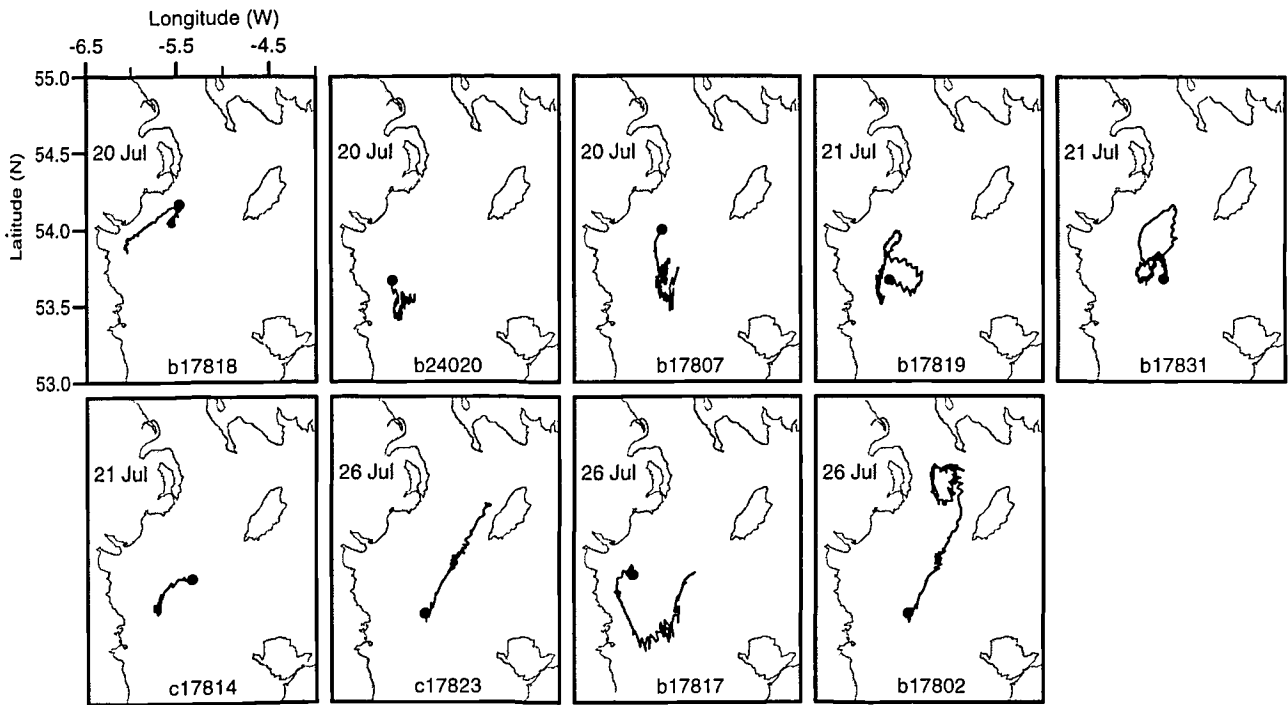 Longitude (W)
-6.5 -5.5 -4.5
Latitude (N)
55.0
54.5
54.0
53.5
53.0
20 Jul
b17818
20 Jul
b24020
20 Jul
b17807
21 Jul
b17819
21 Jul
b17831
21 Jul
c17814
26 Jul
c17823
26 Jul
b17817
26 Jul
b17802